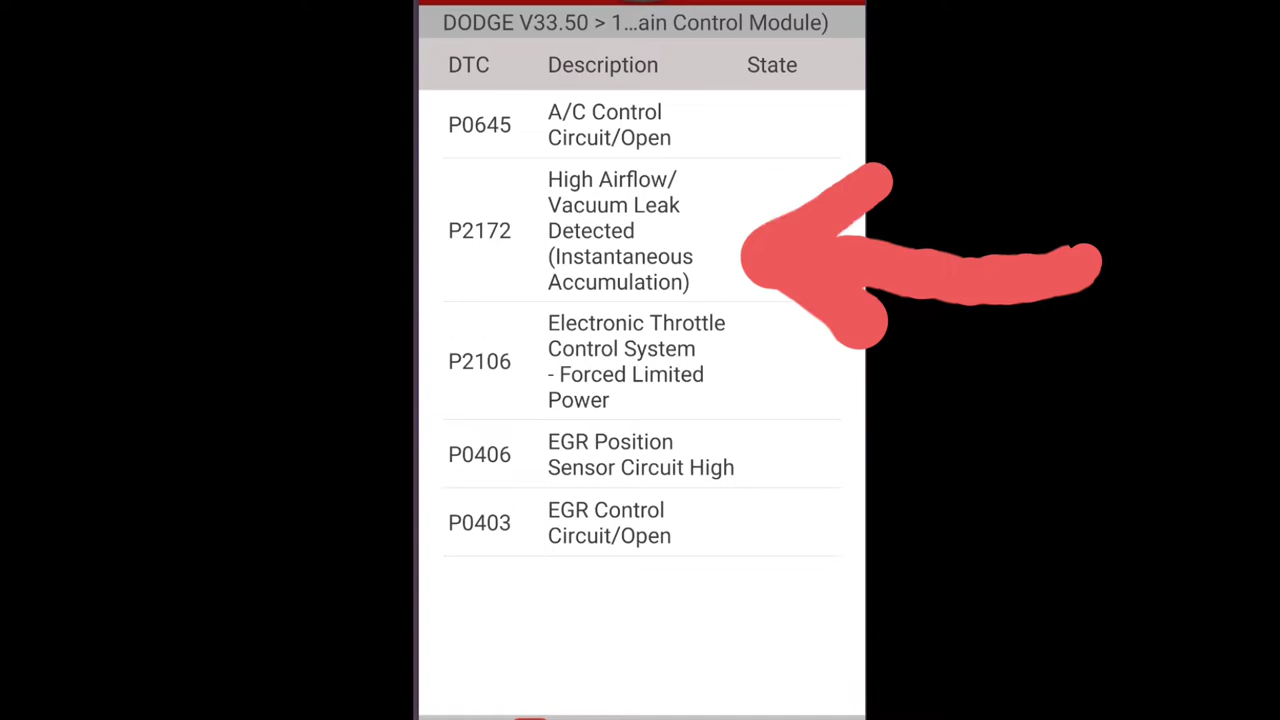 DODGE V33.50 > 1...ain Control Module)
DTC Description State
P0645 A/C Control
Circuit/Open
P2172 High Airflow/
Vacuum Leak
Detected
(Instantaneous
Accumulation)
P2106 Electronic Throttle
Control System
- Forced Limited
Power
P0406 EGR Position
Sensor Circuit High
P0403 EGR Control
Circuit/Open